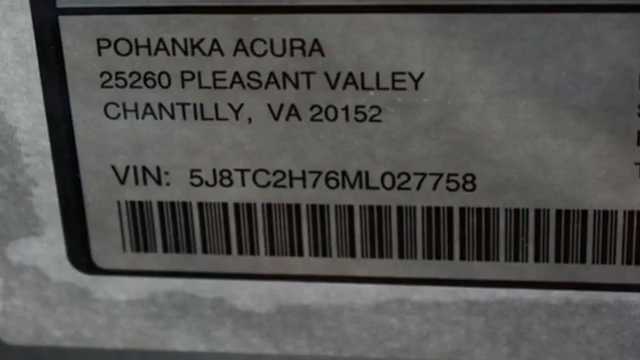 POHANKA ACURA
25260 PLEASANT VALLEY
CHANTILLY, VA 20152
VIN: 5J8TC2H76ML027758